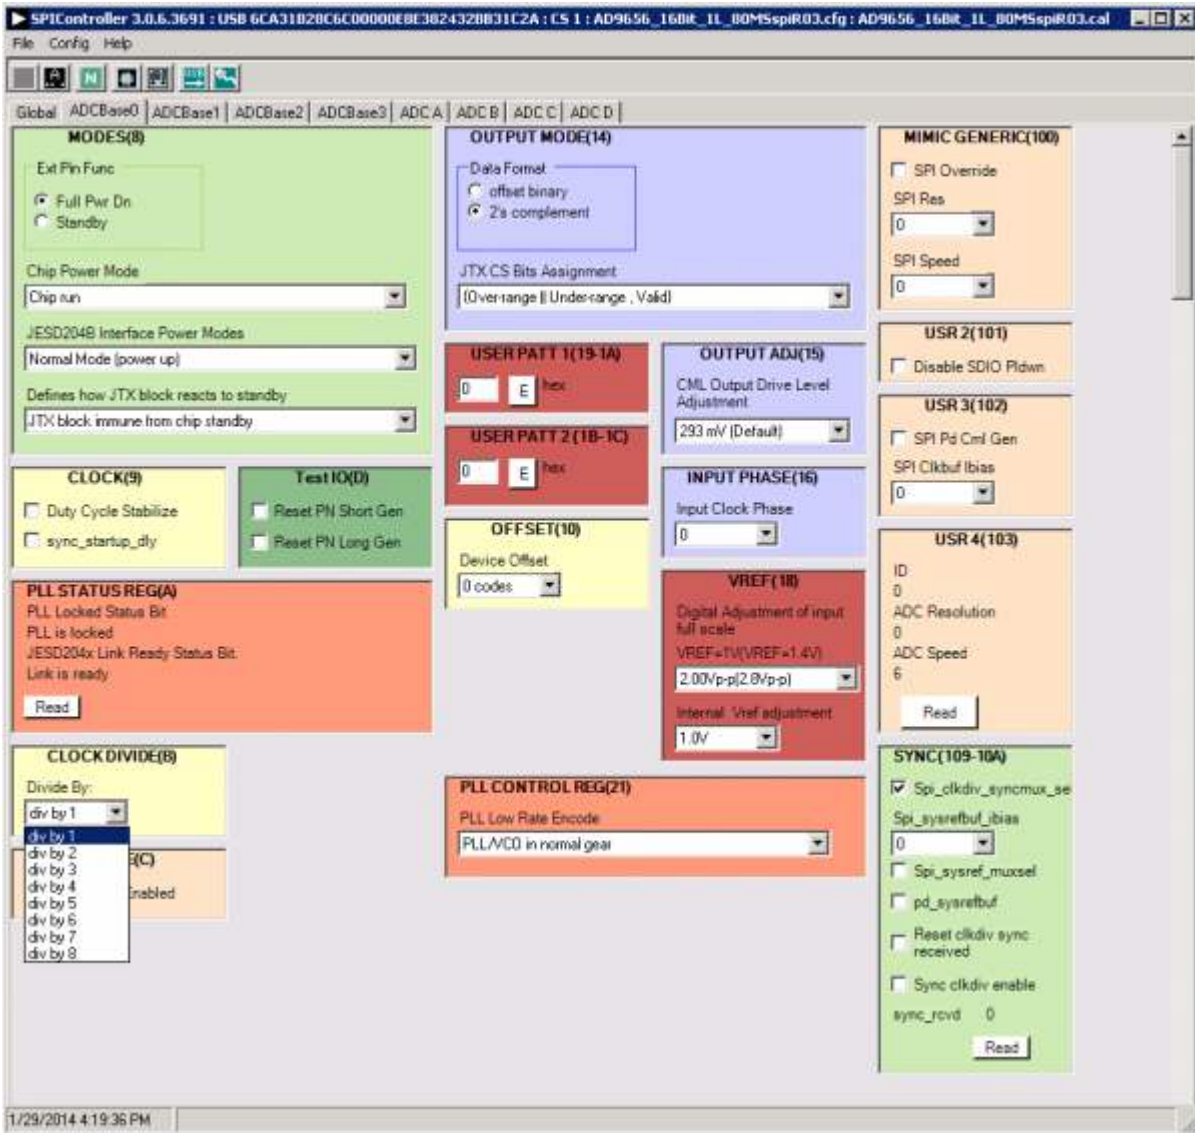 SPIController 3.0.6.3691 : USB 6CA31B28C6C00000E8E3824328B31C2A : CS 1 : AD9656_16Bit_1L_80MSspiR03.cfg : AD9656_16Bit_1L_80MSspiR03.cal
File Config Help
Global ADCBase0 ADCBase1 ADCBase2 ADCBase3 ADC A ADC B ADC C ADC D
MODES(8)
Ext Pin Func
Full Pwr Dn
Standby
Chip Power Mode
Chip run
JESD204B Interface Power Modes
Normal Mode (power up)
Defines how JTX block reacts to standby
JTX block immune from chip standby
CLOCK(9)
Duty Cycle Stabilize
sync_startup_dly
Test IO(D)
Reset PN Short Gen
Reset PN Long Gen
PLL STATUS REG(A)
PLL Locked Status Bit
PLL is locked
JESD204x Link Ready Status Bit
Link is ready
Read
CLOCK DIVIDE(B)
Divide By:
div by 1
div by 1
div by 2
div by 3
div by 4
div by 5
div by 6
div by 7
div by 8
E(C)
Enabled
OUTPUT MODE(14)
Data Format
offset binary
2's complement
JTX CS Bits Assignment
(Over-range || Under-range , Valid)
USER PATT 1(19-1A)
0 E hex
USER PATT 2(1B-1C)
0 E hex
OFFSET(10)
Device Offset
0 codes
OUTPUT ADJ(15)
CML Output Drive Level
Adjustment
293 mV (Default)
INPUT PHASE(16)
Input Clock Phase
0
VREF(18)
Digital Adjustment of input
full scale
VREF=1V(VREF=1.4V)
2.00Vp-p(2.8Vp-p)
Internal Vref adjustment
1.0V
PLL CONTROL REG(21)
PLL Low Rate Encode
PLL/VCO in normal gear
MIMIC GENERIC(100)
SPI Override
SPI Res
0
SPI Speed
0
USR 2(101)
Disable SDIO Pldwn
USR 3(102)
SPI Pd Cml Gen
SPI Clkbuf Ibias
0
USR 4(103)
ID
0
ADC Resolution
0
ADC Speed
6
Read
SYNC(109-10A)
Spi_clkdiv_syncmux_se
Spi_sysrefbuf_ibias
0
Spi_sysref_muxsel
pd_sysrefbuf
Reset clkdiv sync
received
Sync clkdiv enable
sync_rcvd 0
Read
1/29/2014 4:19:36 PM